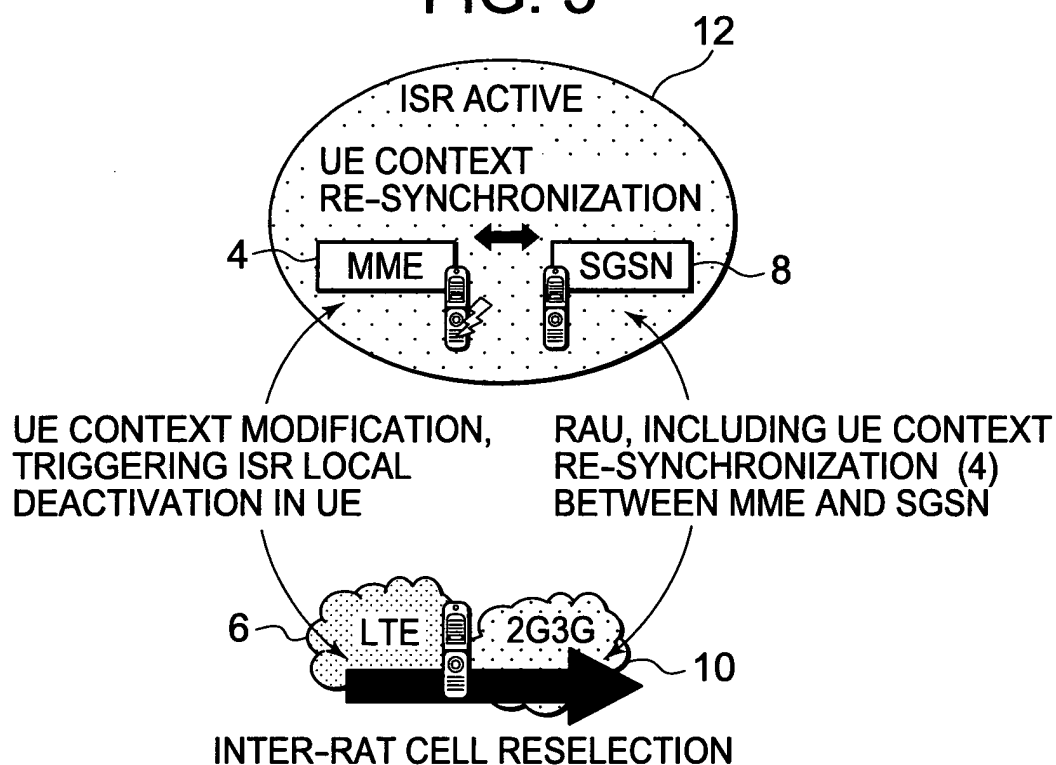 12
ISR ACTIVE
UE CONTEXT
RE-SYNCHRONIZATION
4
MME
SGSN
8
UE CONTEXT MODIFICATION,
TRIGGERING ISR LOCAL
DEACTIVATION IN UE
RAU, INCLUDING UE CONTEXT
RE-SYNCHRONIZATION (4)
BETWEEN MME AND SGSN
6
LTE
2G3G
10
INTER-RAT CELL RESELECTION